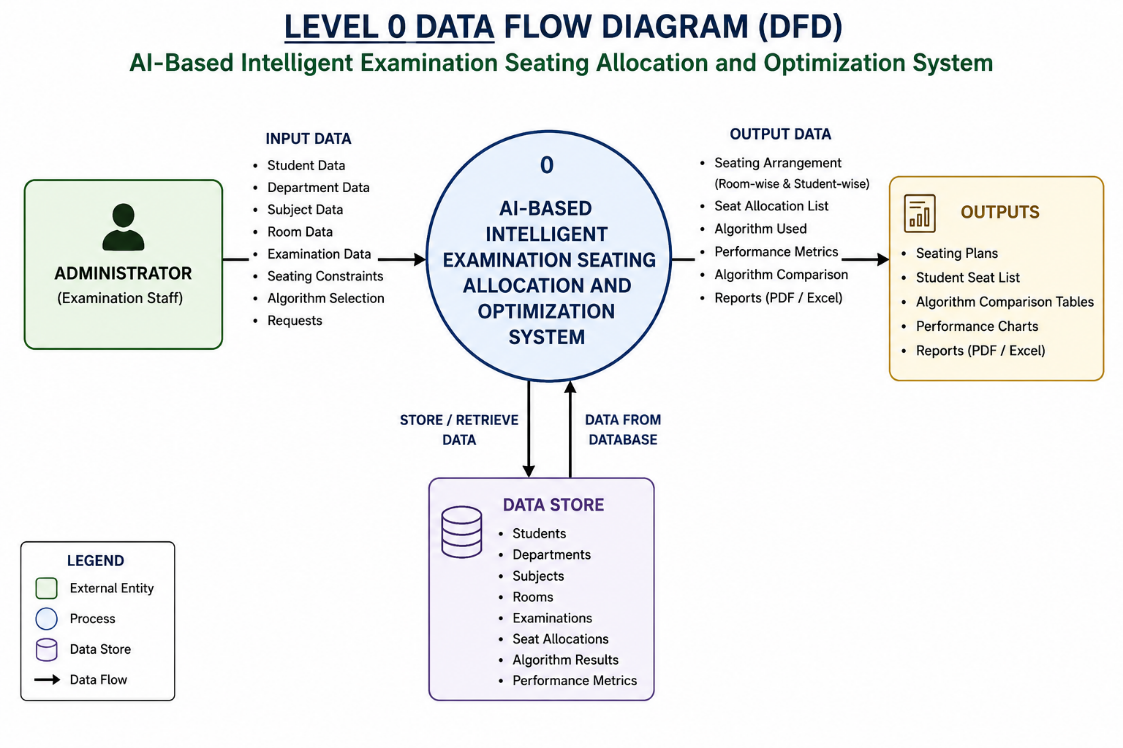 LEVEL 0 DATA FLOW DIAGRAM (DFD)
AI-Based Intelligent Examination Seating Allocation and Optimization System
ADMINISTRATOR
(Examination Staff)
INPUT DATA
• Student Data
• Department Data
• Subject Data
• Room Data
• Examination Data
• Seating Constraints
• Algorithm Selection
• Requests
0
AI-BASED
INTELLIGENT
EXAMINATION SEATING
ALLOCATION AND
OPTIMIZATION
SYSTEM
OUTPUT DATA
• Seating Arrangement
(Room-wise & Student-wise)
• Seat Allocation List
• Algorithm Used
• Performance Metrics
• Algorithm Comparison
• Reports (PDF / Excel)
OUTPUTS
• Seating Plans
• Student Seat List
• Algorithm Comparison Tables
• Performance Charts
• Reports (PDF / Excel)
STORE / RETRIEVE
DATA
DATA FROM
DATABASE
DATA STORE
• Students
• Departments
• Subjects
• Rooms
• Examinations
• Seat Allocations
• Algorithm Results
• Performance Metrics
LEGEND
External Entity
Process
Data Store
Data Flow